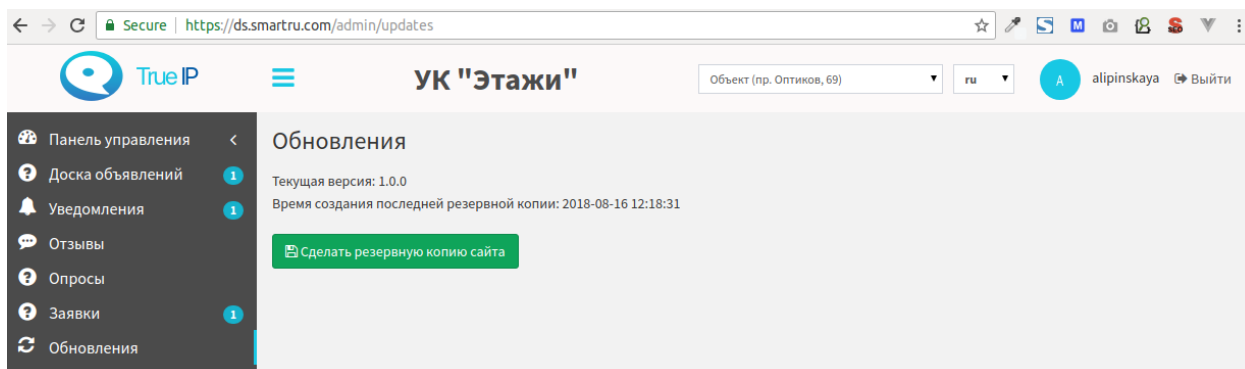 Secure | https://ds.smartru.com/admin/updates
True IP
УК "Этажи"
Объект (пр. Оптиков, 69)
ru
A
alipinskaya
Выйти
Панель управления
Доска объявлений 1
Уведомления 1
Отзывы
Опросы
Заявки 1
Обновления
Обновления
Текущая версия: 1.0.0
Время создания последней резервной копии: 2018-08-16 12:18:31
Сделать резервную копию сайта